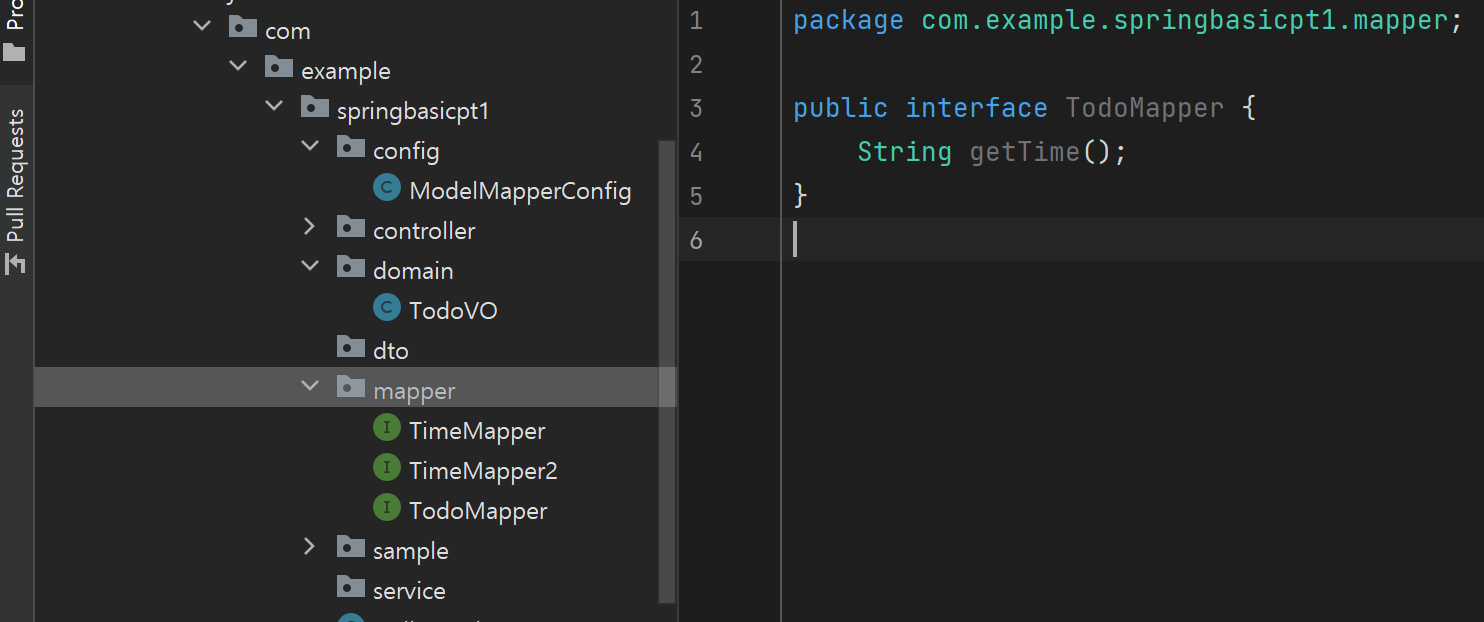 Pro
Pull Requests
com
example
springbasicpt1
config
ModelMapperConfig
controller
domain
TodoVO
dto
mapper
TimeMapper
TimeMapper2
TodoMapper
sample
service
1 package com.example.springbasicpt1.mapper;
2
3 public interface TodoMapper {
4 String getTime();
5 }
6